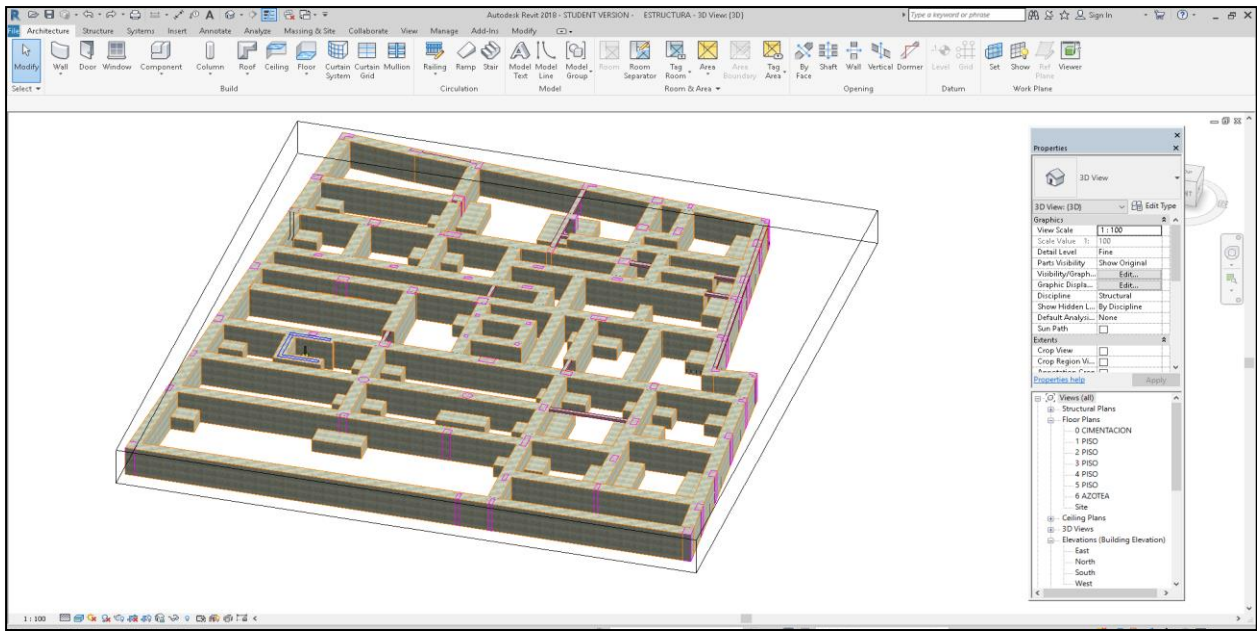 Autodesk Revit 2019 - STUDENT VERSION - ESTRUCTURA - 3D View: {3D}
Type a keyword or phrase
Sign In
File Architecture Structure Systems Insert Annotate Analyze Massing & Site Collaborate View Manage Add-Ins Modify
Modify Wall Door Window Component Column Roof Ceiling Floor Curtain System Curtain Grid Mullion Railing Ramp Stair Model Text Model Line Model Group Room Room Separator Tag Room Area Area Boundary Tag Area By Face Shaft Wall Vertical Dormer Level Grid Set Show Ref Plane Viewer
Select Build Circulation Model Room & Area Opening Datum Work Plane
Properties
3D View
3D View: {3D} Edit Type
Graphics
View Scale 1 : 100
Scale Value 1: 100
Detail Level Fine
Parts Visibility Show Original
Visibility/Graph... Edit...
Graphic Displa... Edit...
Discipline Structural
Show Hidden L... By Discipline
Default Analysi... None
Sun Path
Extents
Crop View
Crop Region Vi...
Annotation Crop
Properties help Apply
Views (all)
Structural Plans
Floor Plans
0 CIMENTACION
1 PISO
2 PISO
3 PISO
4 PISO
5 PISO
6 AZOTEA
Site
Ceiling Plans
3D Views
Elevations (Building Elevation)
East
North
South
West
1 : 100